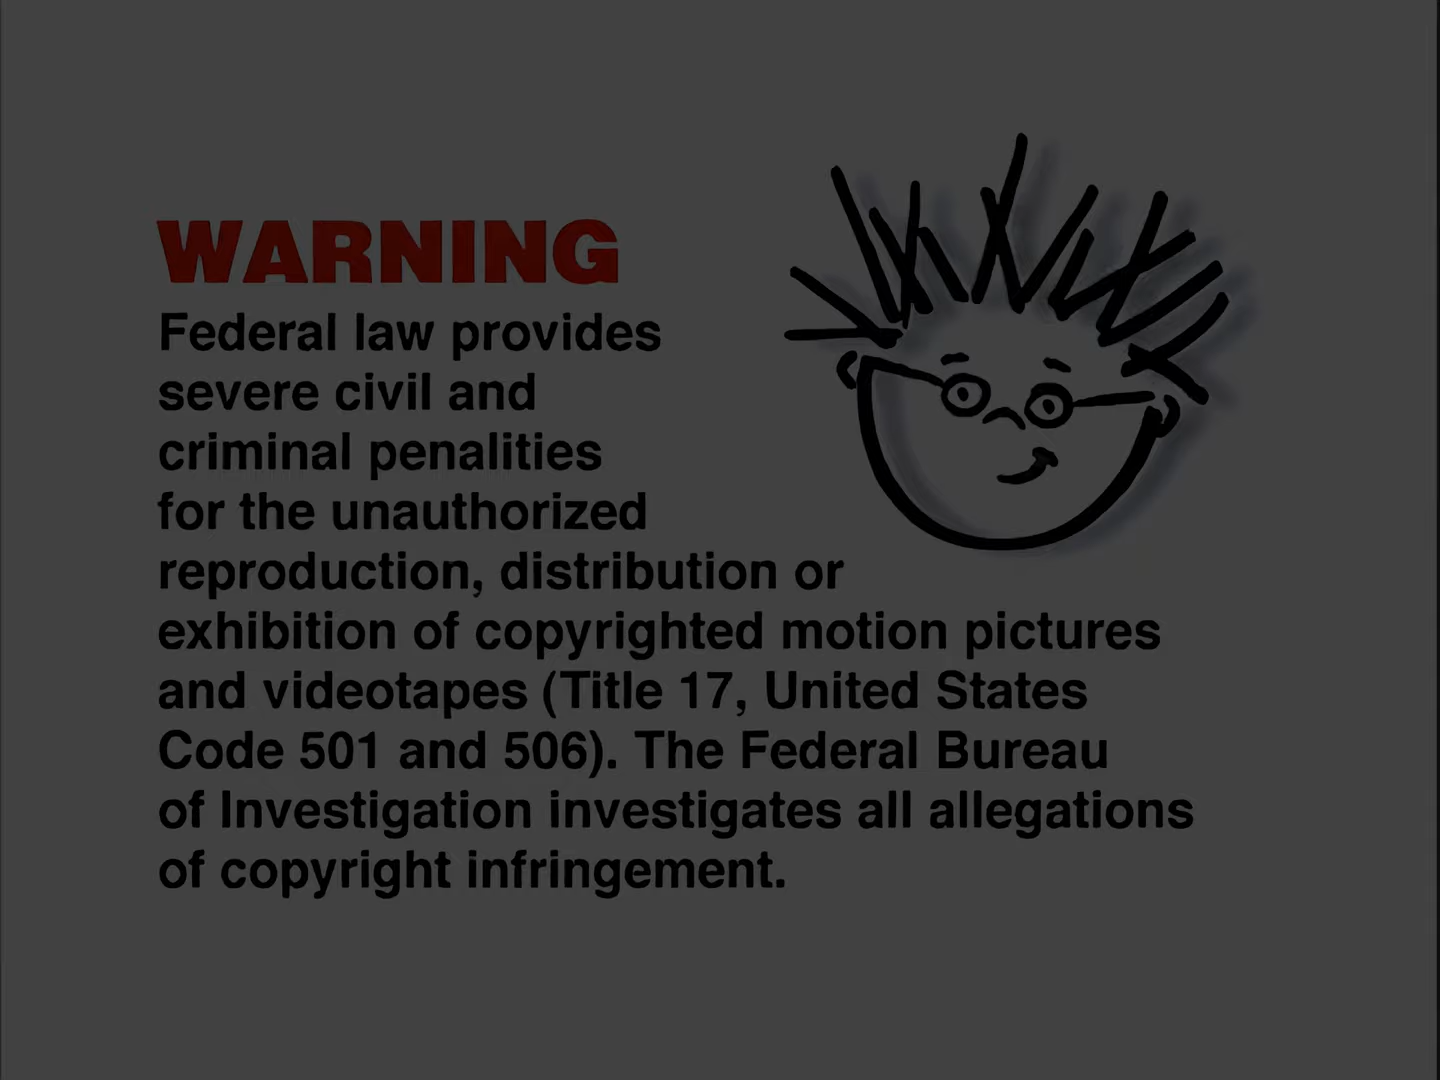 WARNING
Federal law provides
severe civil and
criminal penalities
for the unauthorized
reproduction, distribution or
exhibition of copyrighted motion pictures
and videotapes (Title 17, United States
Code 501 and 506). The Federal Bureau
of Investigation investigates all allegations
of copyright infringement.